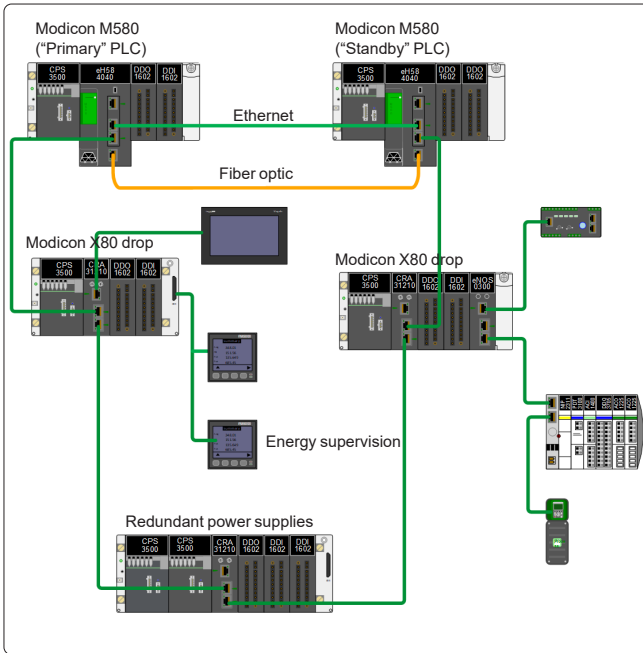 Modicon M580
("Primary" PLC)
Modicon M580
("Standby" PLC)
CPS
3500
eH58
4040
DDO
1602
DDI
1602
CPS
3500
eH58
4040
DDO
1602
DDO
1602
Ethernet
Fiber optic
Modicon X80 drop
CPS
3500
CRA
31210
DDO
1602
DDI
1602
Modicon X80 drop
CPS
3500
CRA
31210
DDO
1602
DDI
1602
eNOS
0300
Energy supervision
Redundant power supplies
CPS
3500
CPS
3500
CRA
31210
DDO
1602
DDI
1602
DDI
1602